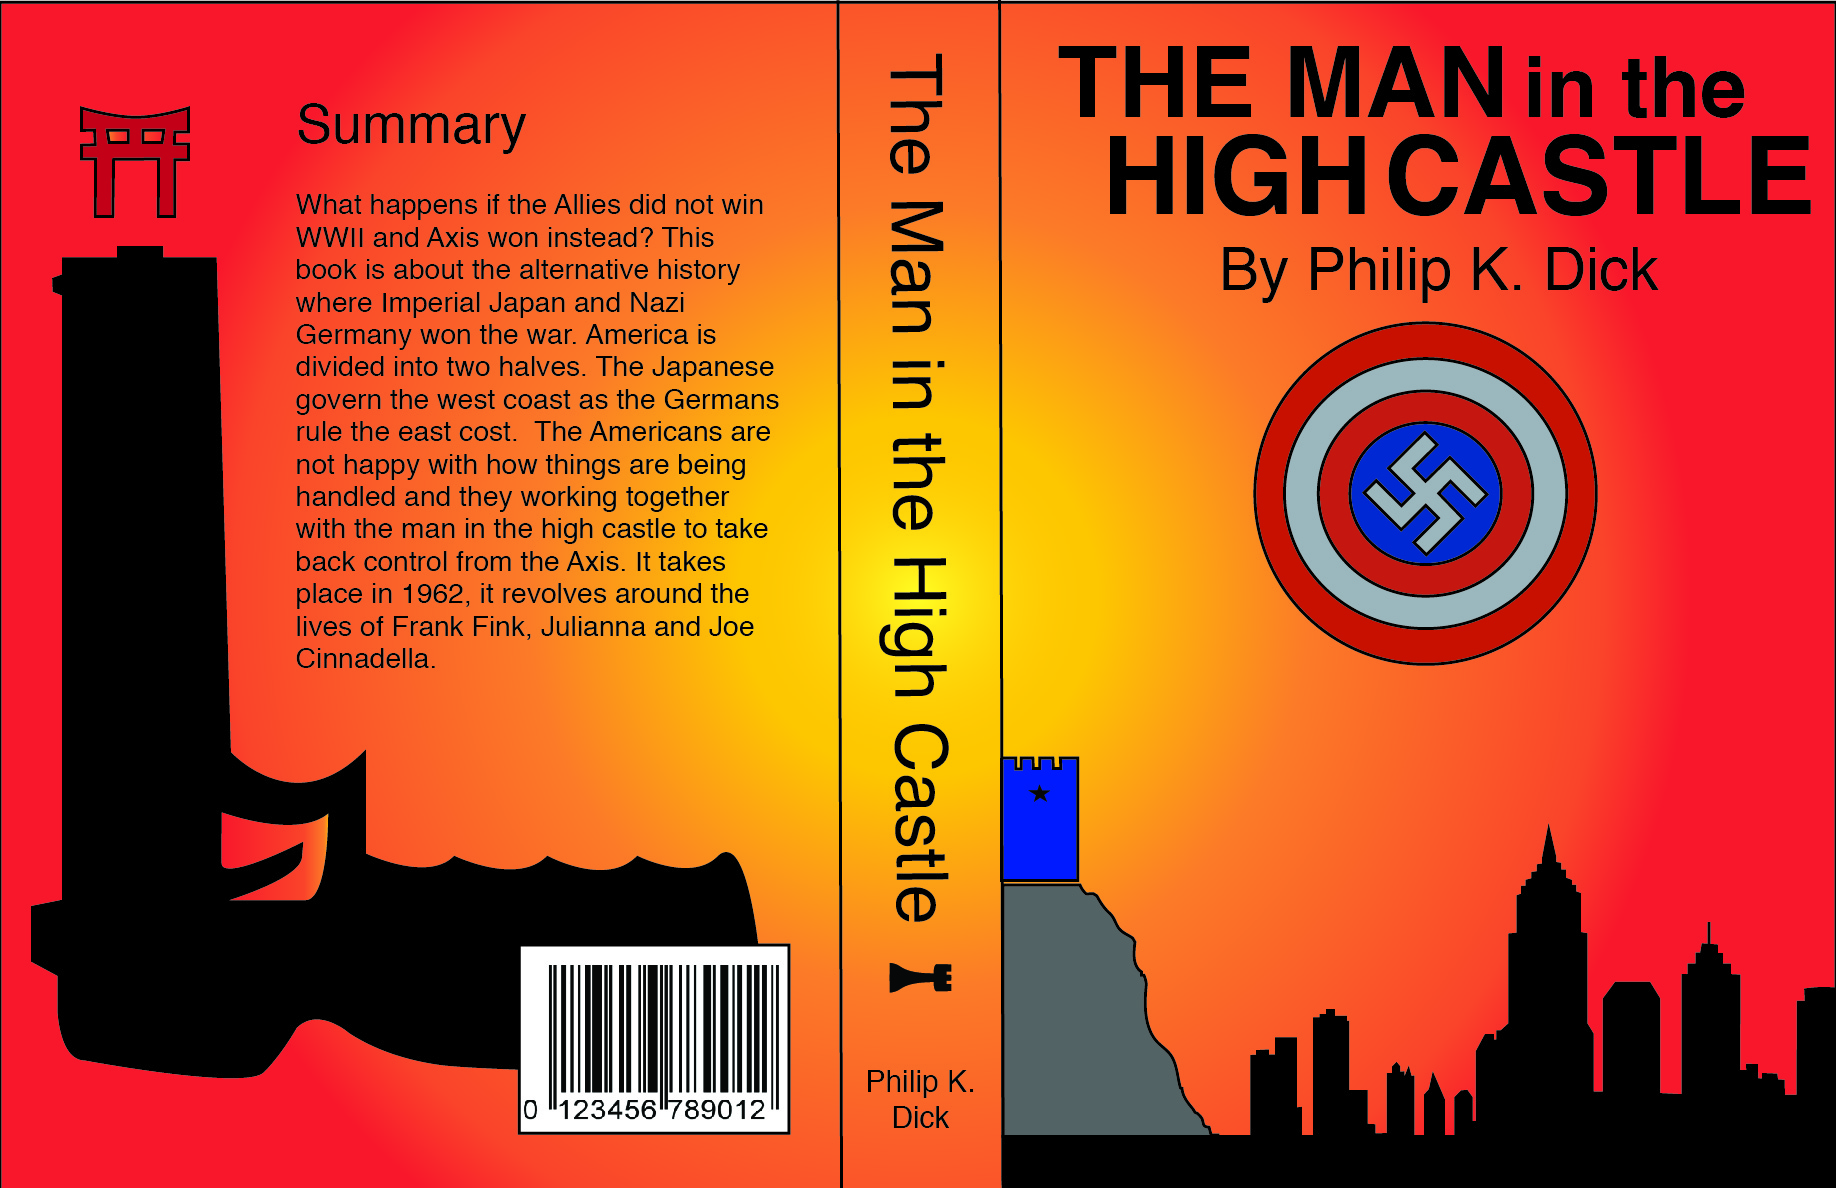 Summary
What happens if the Allies did not win
WWII and Axis won instead? This
book is about the alternative history
where Imperial Japan and Nazi
Germany won the war. America is
divided into two halves. The Japanese
govern the west coast as the Germans
rule the east cost.  The Americans are
not happy with how things are being
handled and they working together
with the man in the high castle to take
back control from the Axis. It takes
place in 1962, it revolves around the
lives of Frank Fink, Julianna and Joe
Cinnadella.
0 123456 789012
The Man in the High Castle
Philip K.
Dick
THE MAN in the
HIGH CASTLE
By Philip K. Dick